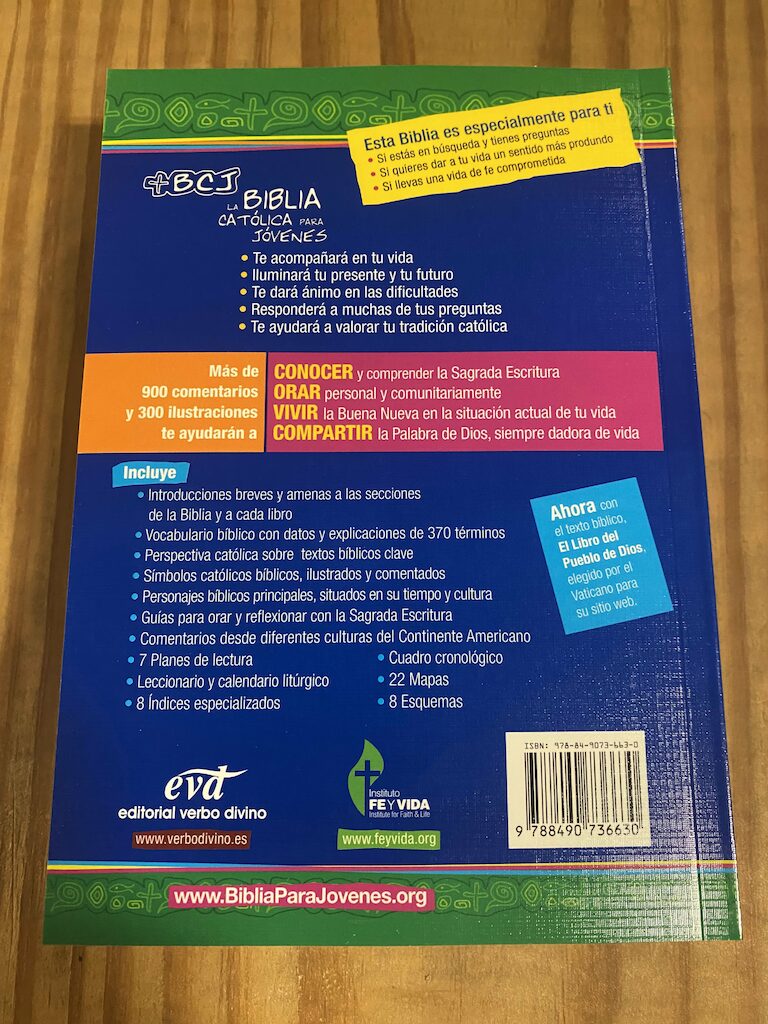 Esta Biblia es especialmente para ti
• Si estás en búsqueda y tienes preguntas
• Si quieres dar a tu vida un sentido más produndo
• Si llevas una vida de fe comprometida
+BCJ
LA BIBLIA
CATÓLICA PARA
JÓVENES
• Te acompañará en tu vida
• Iluminará tu presente y tu futuro
• Te dará ánimo en las dificultades
• Responderá a muchas de tus preguntas
• Te ayudará a valorar tu tradición católica
Más de
900 comentarios
y 300 ilustraciones
te ayudarán a
CONOCER y comprender la Sagrada Escritura
ORAR personal y comunitariamente
VIVIR la Buena Nueva en la situación actual de tu vida
COMPARTIR la Palabra de Dios, siempre dadora de vida
Incluye
• Introducciones breves y amenas a las secciones
de la Biblia y a cada libro
• Vocabulario bíblico con datos y explicaciones de 370 términos
• Perspectiva católica sobre textos bíblicos clave
• Símbolos católicos bíblicos, ilustrados y comentados
• Personajes bíblicos principales, situados en su tiempo y cultura
• Guías para orar y reflexionar con la Sagrada Escritura
• Comentarios desde diferentes culturas del Continente Americano
• 7 Planes de lectura
• Leccionario y calendario litúrgico
• 8 Índices especializados
• Cuadro cronológico
• 22 Mapas
• 8 Esquemas
Ahora con
el texto bíblico,
El Libro del
Pueblo de Dios,
elegido por el
Vaticano para
su sitio web.
evd
editorial verbo divino
www.verbodivino.es
Instituto
FE Y VIDA
Institute for Faith & Life
www.feyvida.org
ISBN: 978-84-9073-663-0
9 788490 736630
www.BibliaParaJovenes.org